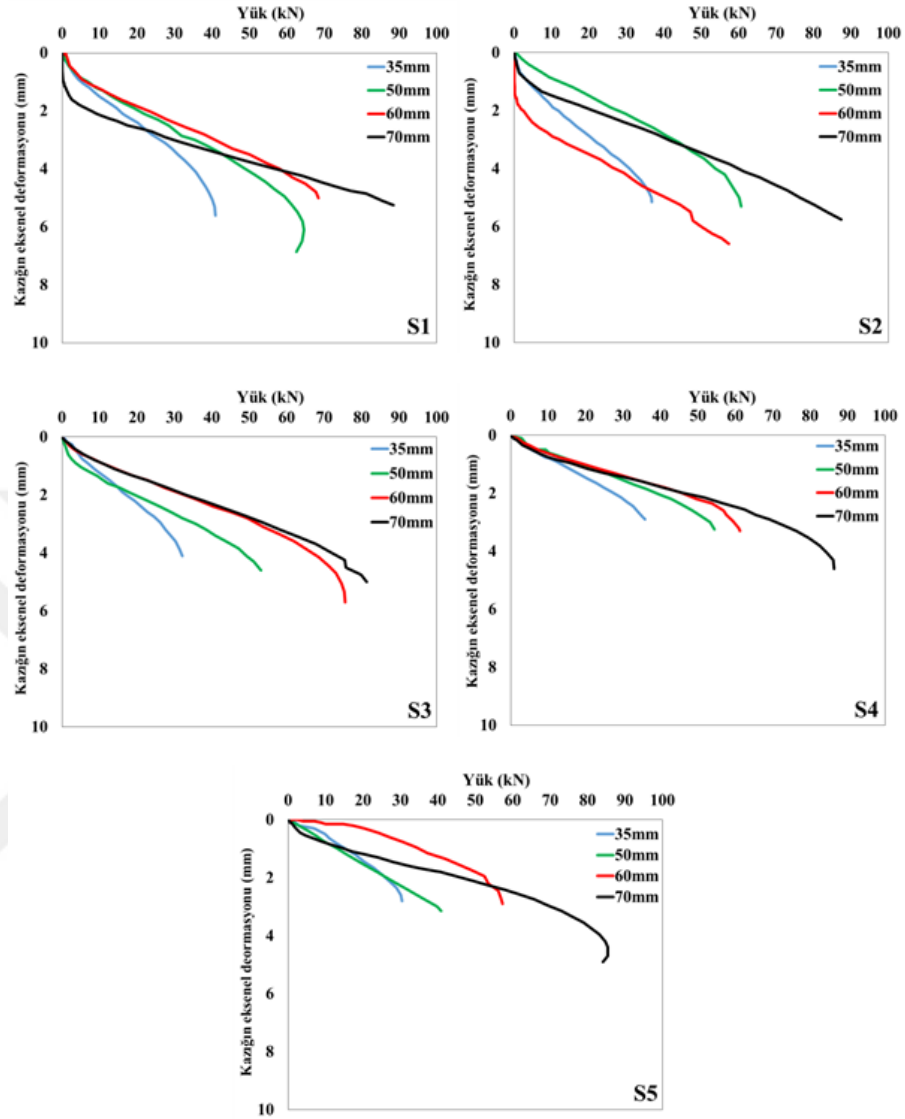 Yük (kN)
0 10 20 30 40 50 60 70 80 90 100
Kazığın eksenel deformasyonu (mm)
0
2
4
6
8
10
35mm
50mm
60mm
70mm
S1
Yük (kN)
0 10 20 30 40 50 60 70 80 90 100
Kazığın eksenel deformasyonu (mm)
0
2
4
6
8
10
35mm
50mm
60mm
70mm
S2
Yük (kN)
0 10 20 30 40 50 60 70 80 90 100
Kazığın eksenel deformasyonu (mm)
0
2
4
6
8
10
35mm
50mm
60mm
70mm
S3
Yük (kN)
0 10 20 30 40 50 60 70 80 90 100
Kazığın eksenel deformasyonu (mm)
0
2
4
6
8
10
35mm
50mm
60mm
70mm
S4
Yük (kN)
0 10 20 30 40 50 60 70 80 90 100
Kazığın eksenel deormasyonu (mm)
0
2
4
6
8
10
35mm
50mm
60mm
70mm
S5